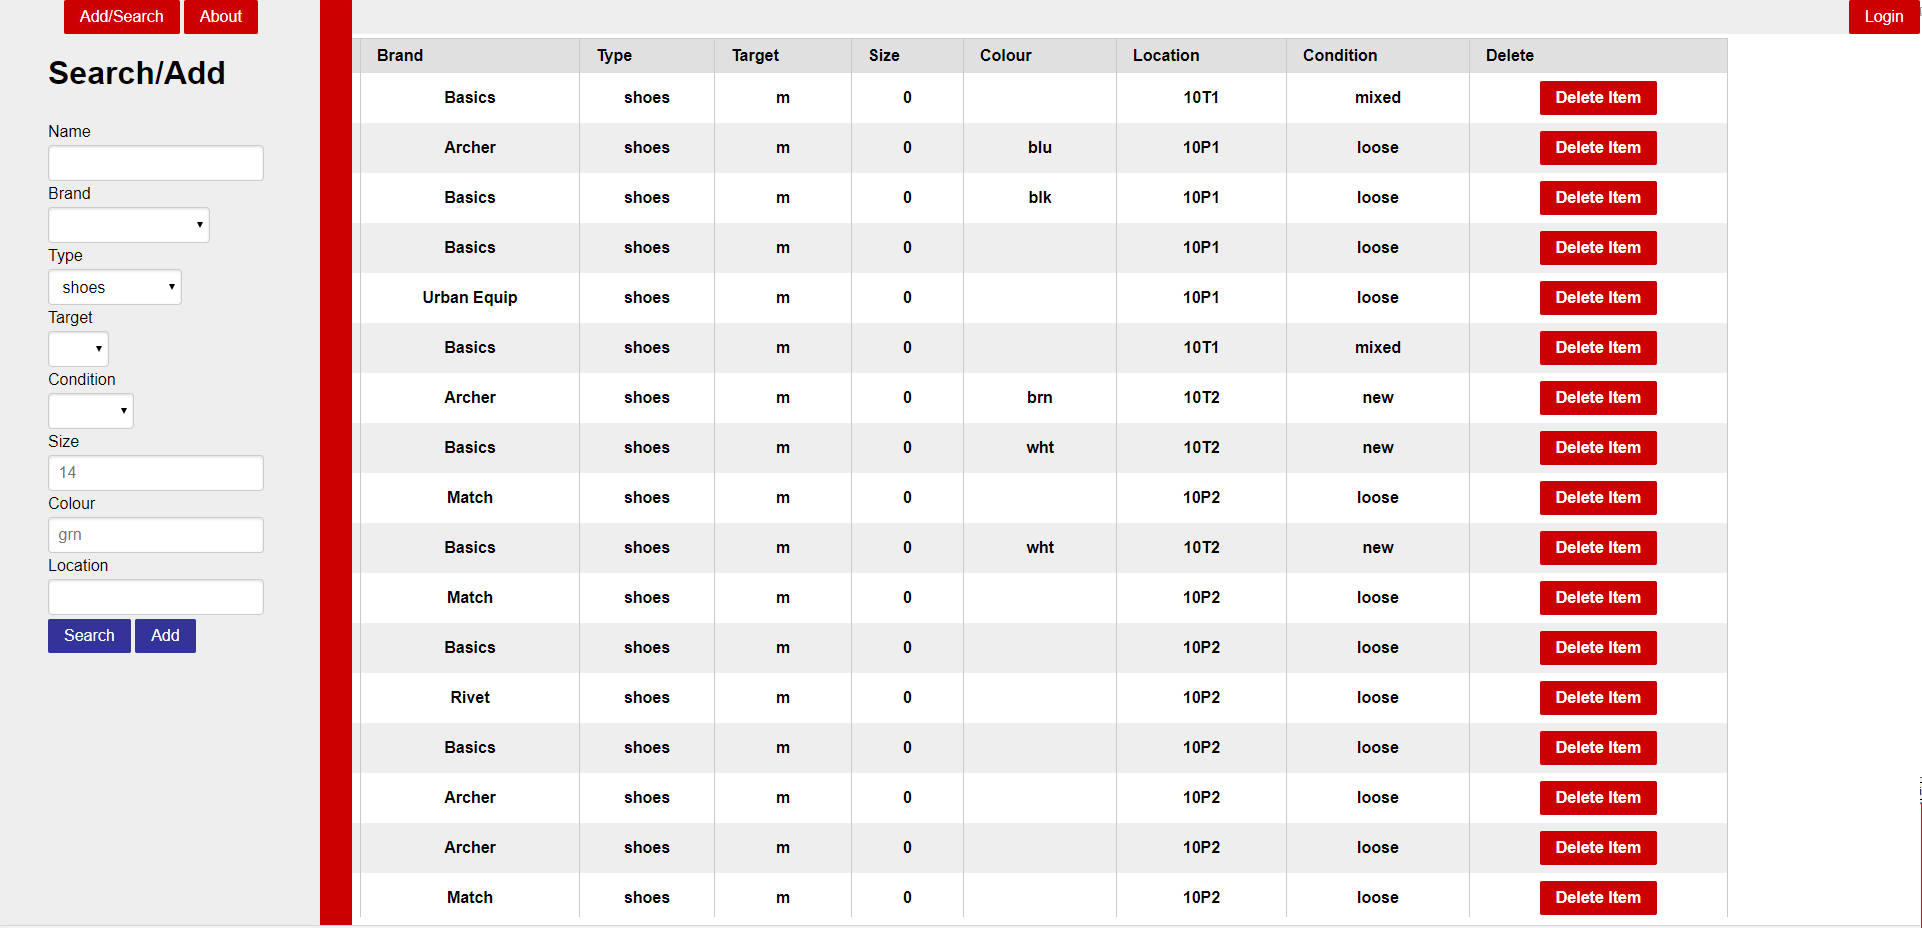 Add/Search About Login
Search/Add
Name
Brand
Type
shoes
Target
Condition
Size
14
Colour
grn
Location
Search Add
Brand Type Target Size Colour Location Condition Delete
Basics shoes m 0 10T1 mixed Delete Item
Archer shoes m 0 blu 10P1 loose Delete Item
Basics shoes m 0 blk 10P1 loose Delete Item
Basics shoes m 0 10P1 loose Delete Item
Urban Equip shoes m 0 10P1 loose Delete Item
Basics shoes m 0 10T1 mixed Delete Item
Archer shoes m 0 brn 10T2 new Delete Item
Basics shoes m 0 wht 10T2 new Delete Item
Match shoes m 0 10P2 loose Delete Item
Basics shoes m 0 wht 10T2 new Delete Item
Match shoes m 0 10P2 loose Delete Item
Basics shoes m 0 10P2 loose Delete Item
Rivet shoes m 0 10P2 loose Delete Item
Basics shoes m 0 10P2 loose Delete Item
Archer shoes m 0 10P2 loose Delete Item
Archer shoes m 0 10P2 loose Delete Item
Match shoes m 0 10P2 loose Delete Item